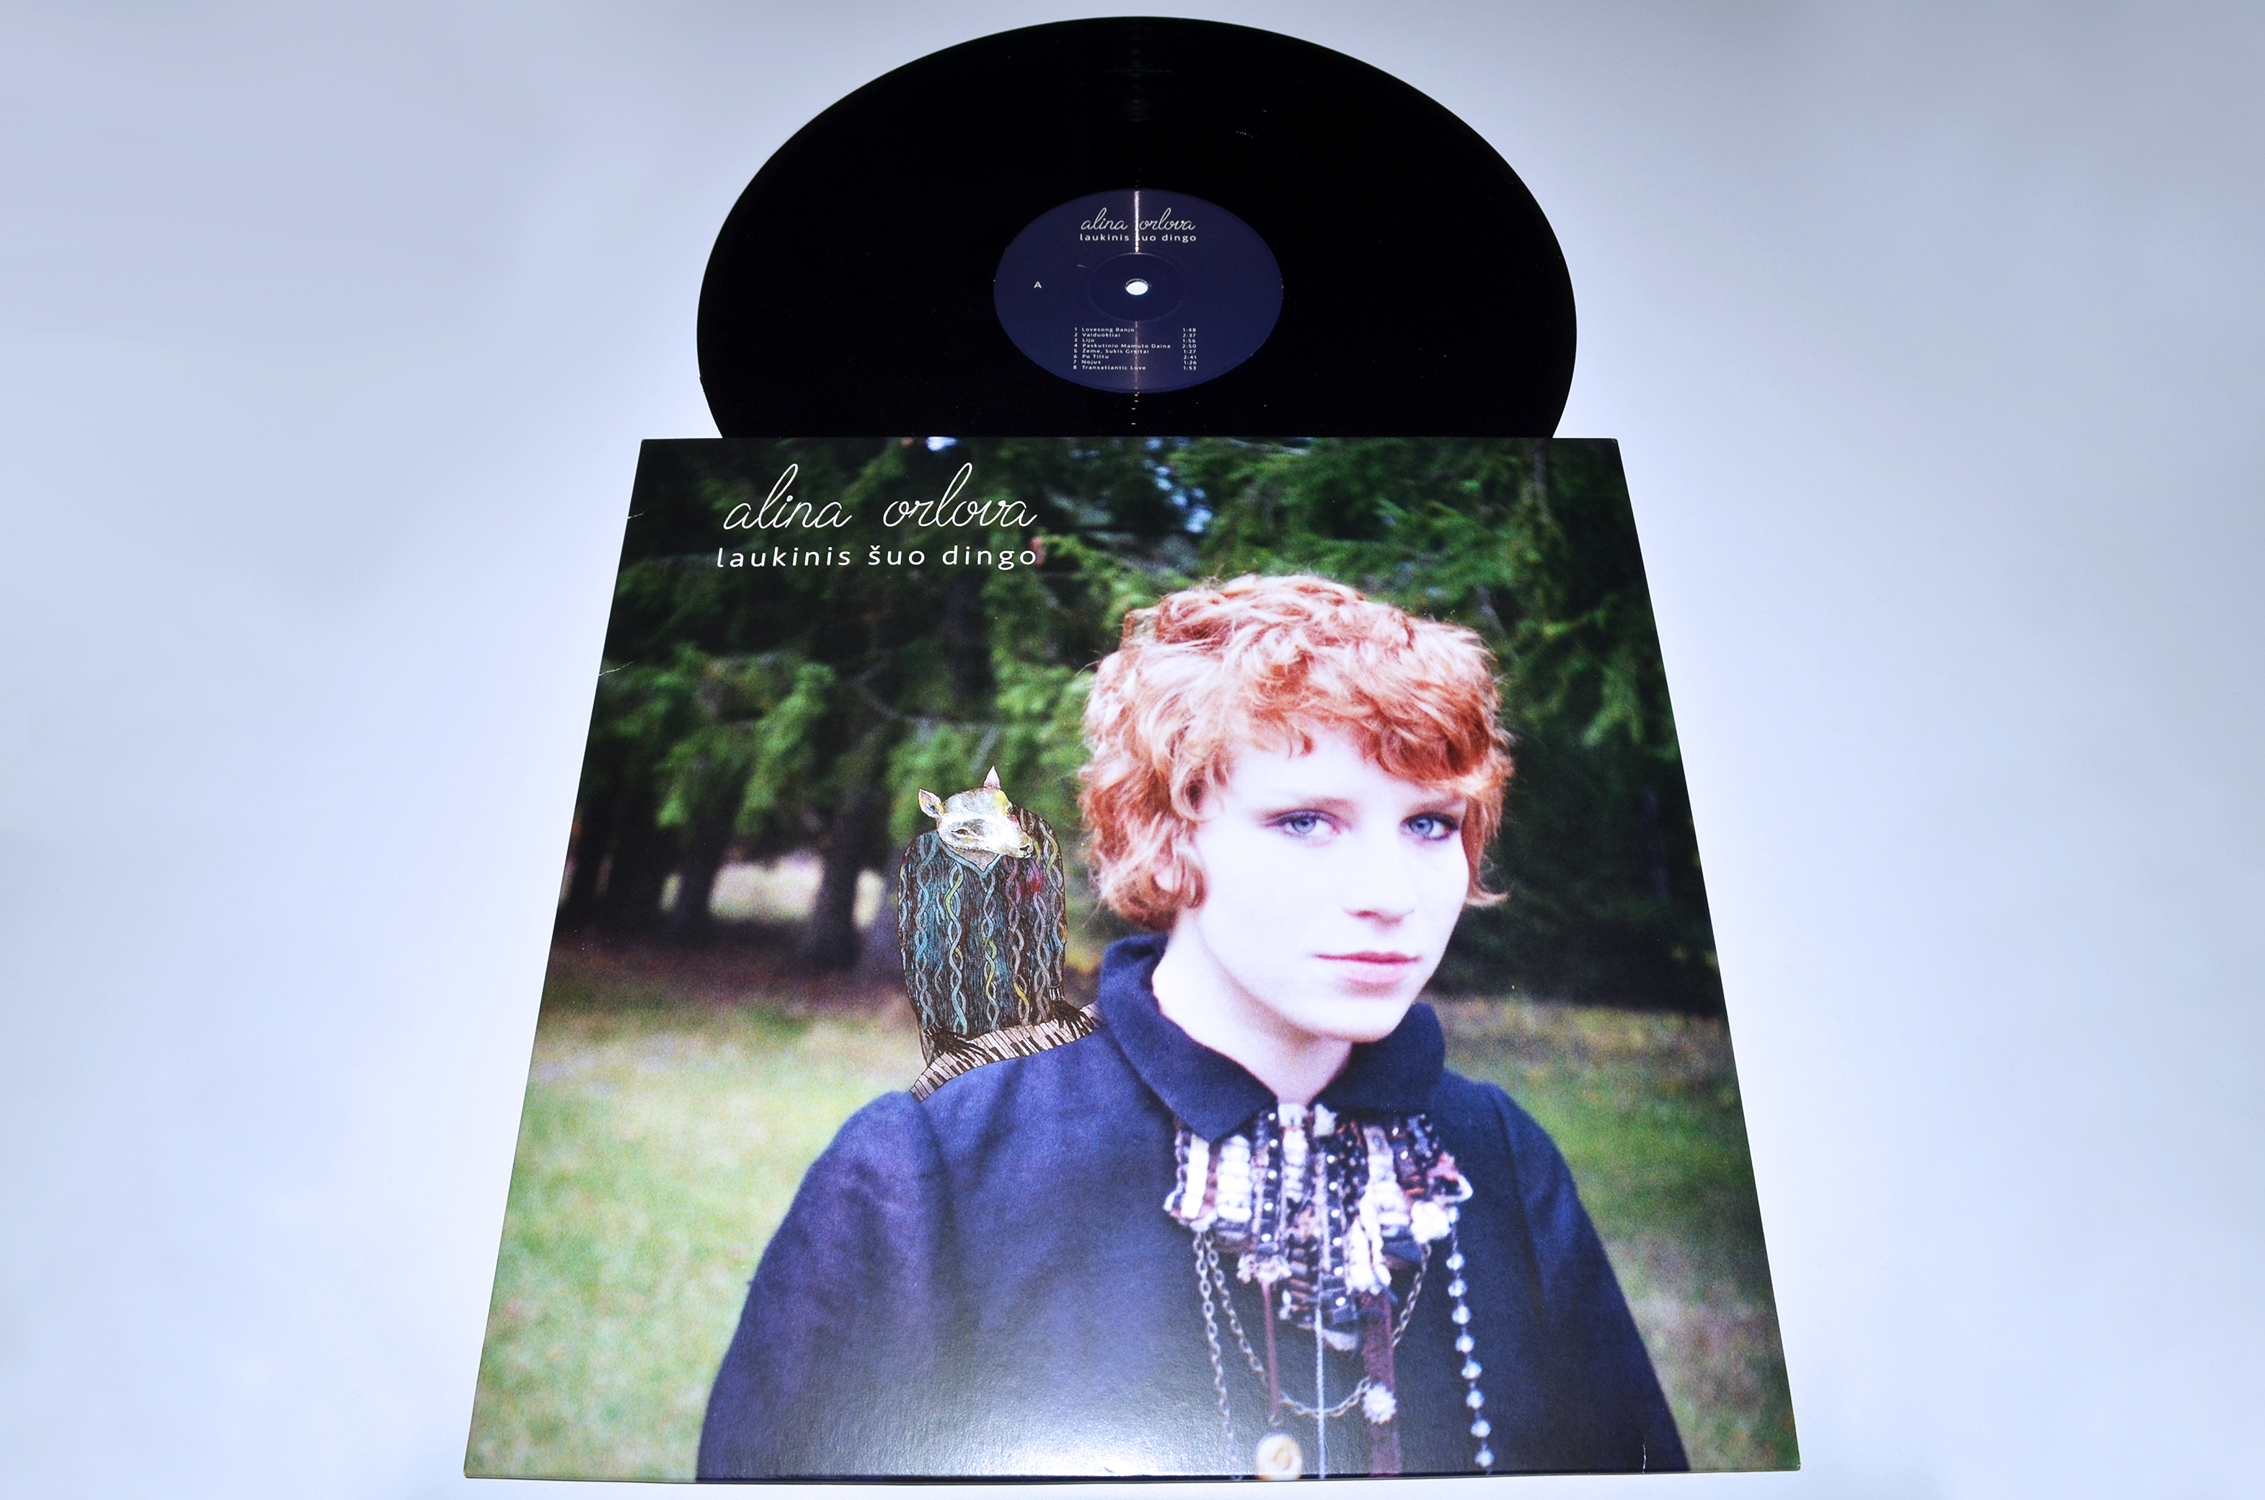 alina orlova
laukinis šuo dingo
A
1 Lovesong Banjo 1:48
2 Vaiduokliai 2:37
3 Lijo 1:56
4 Paskutinio Mamuto Daina 2:50
5 Žeme, Sukis Greitai 1:27
6 Po Tiltu 2:41
7 Nojus 1:26
8 Transatlantic Love 1:53
alina orlova
laukinis šuo dingo